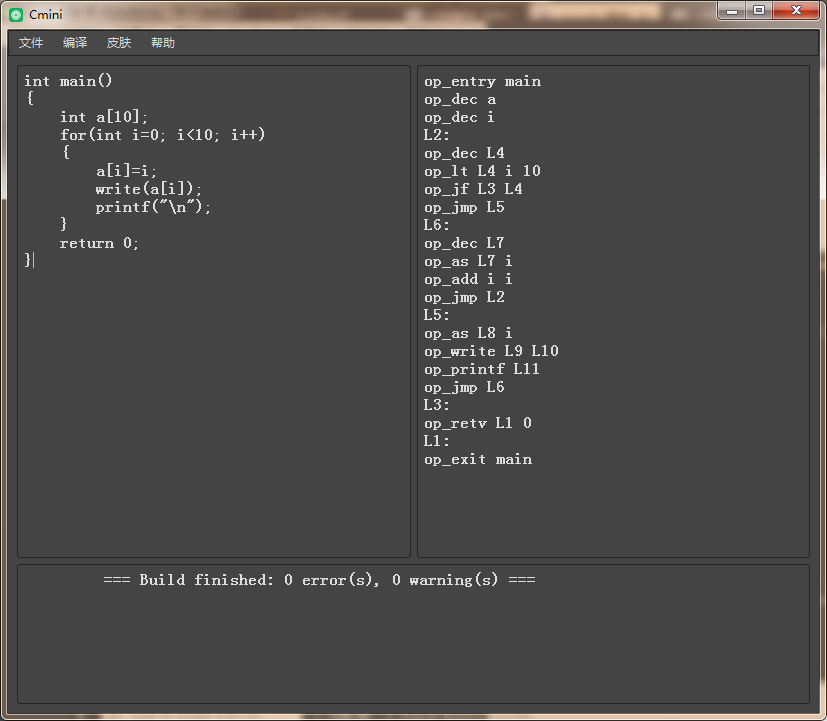 Cmini
文件 编译 皮肤 帮助
int main()
{
    int a[10];
    for(int i=0; i<10; i++)
    {
        a[i]=i;
        write(a[i]);
        printf("\n");
    }
    return 0;
}
op_entry main
op_dec a
op_dec i
L2:
op_dec L4
op_lt L4 i 10
op_jf L3 L4
op_jmp L5
L6:
op_dec L7
op_as L7 i
op_add i i
op_jmp L2
L5:
op_as L8 i
op_write L9 L10
op_printf L11
op_jmp L6
L3:
op_retv L1 0
L1:
op_exit main
=== Build finished: 0 error(s), 0 warning(s) ===